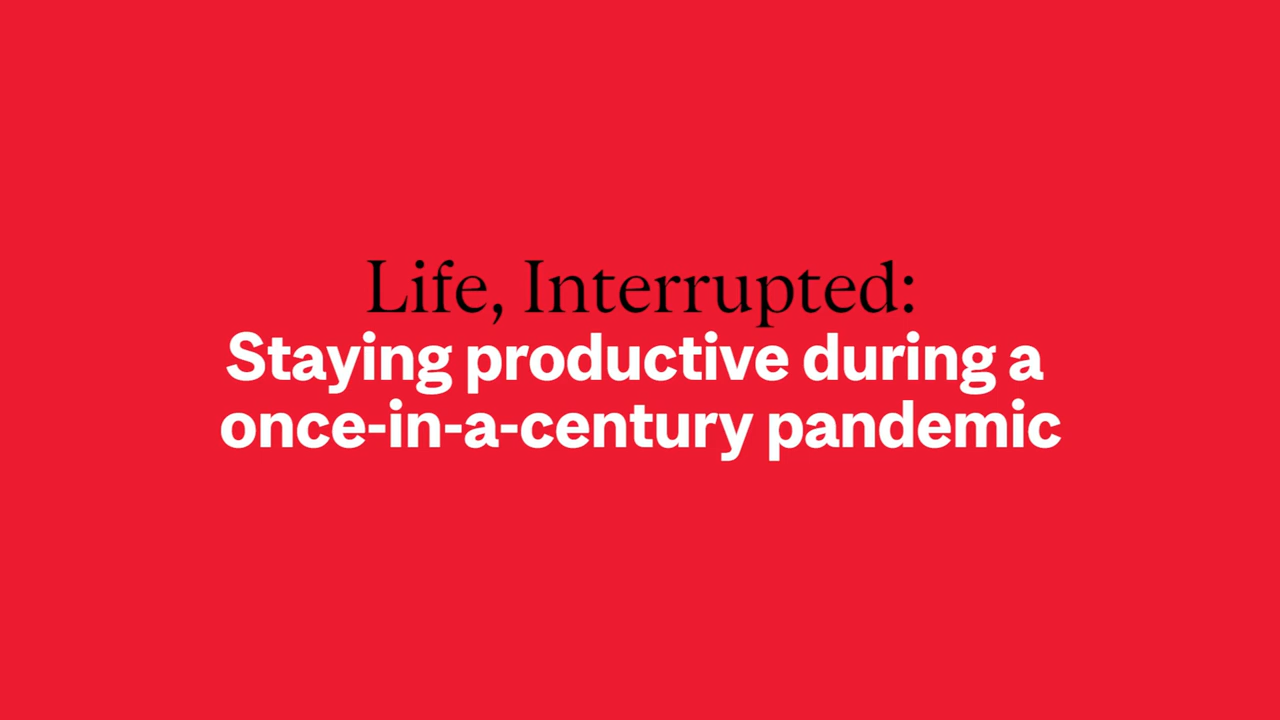 Life, Interrupted:
Staying productive during a
once-in-a-century pandemic